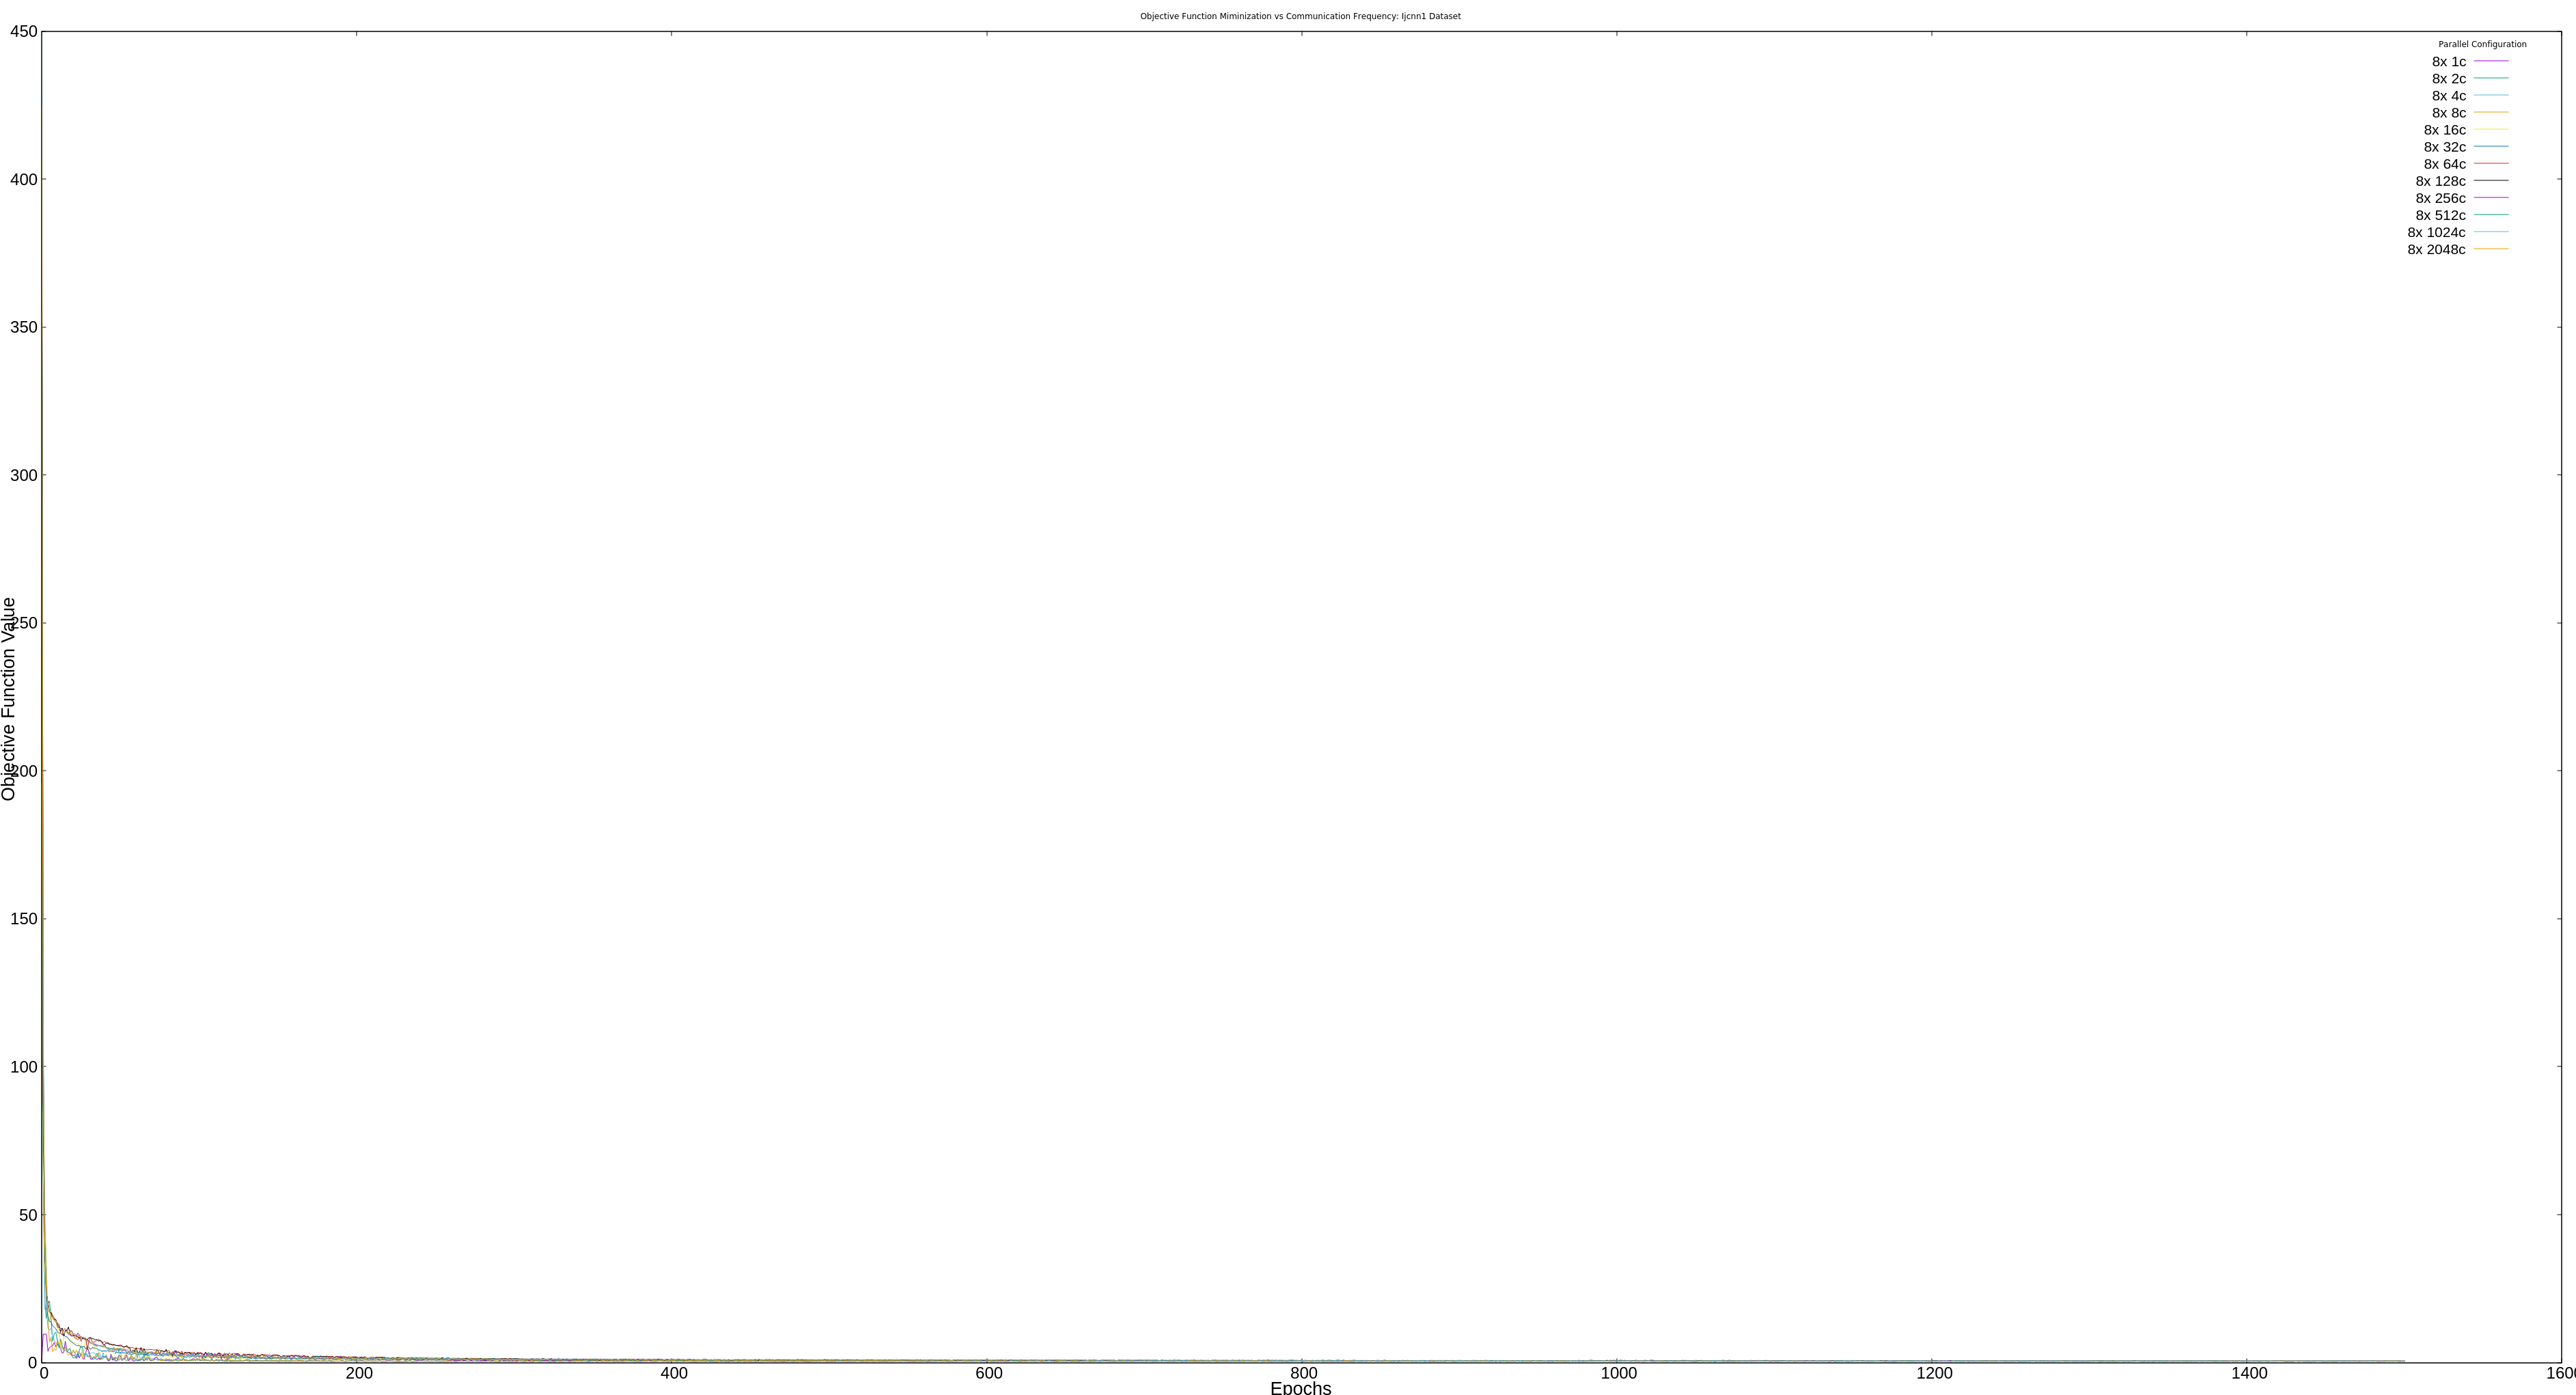 Objective Function Miminization vs Communication Frequency: Ijcnn1 Dataset
Parallel Configuration
8x 1c
8x 2c
8x 4c
8x 8c
8x 16c
8x 32c
8x 64c
8x 128c
8x 256c
8x 512c
8x 1024c
8x 2048c
450
400
350
300
250
200
150
100
50
0
Objective Function Value
0 200 400 600 800 1000 1200 1400 1600
Epochs